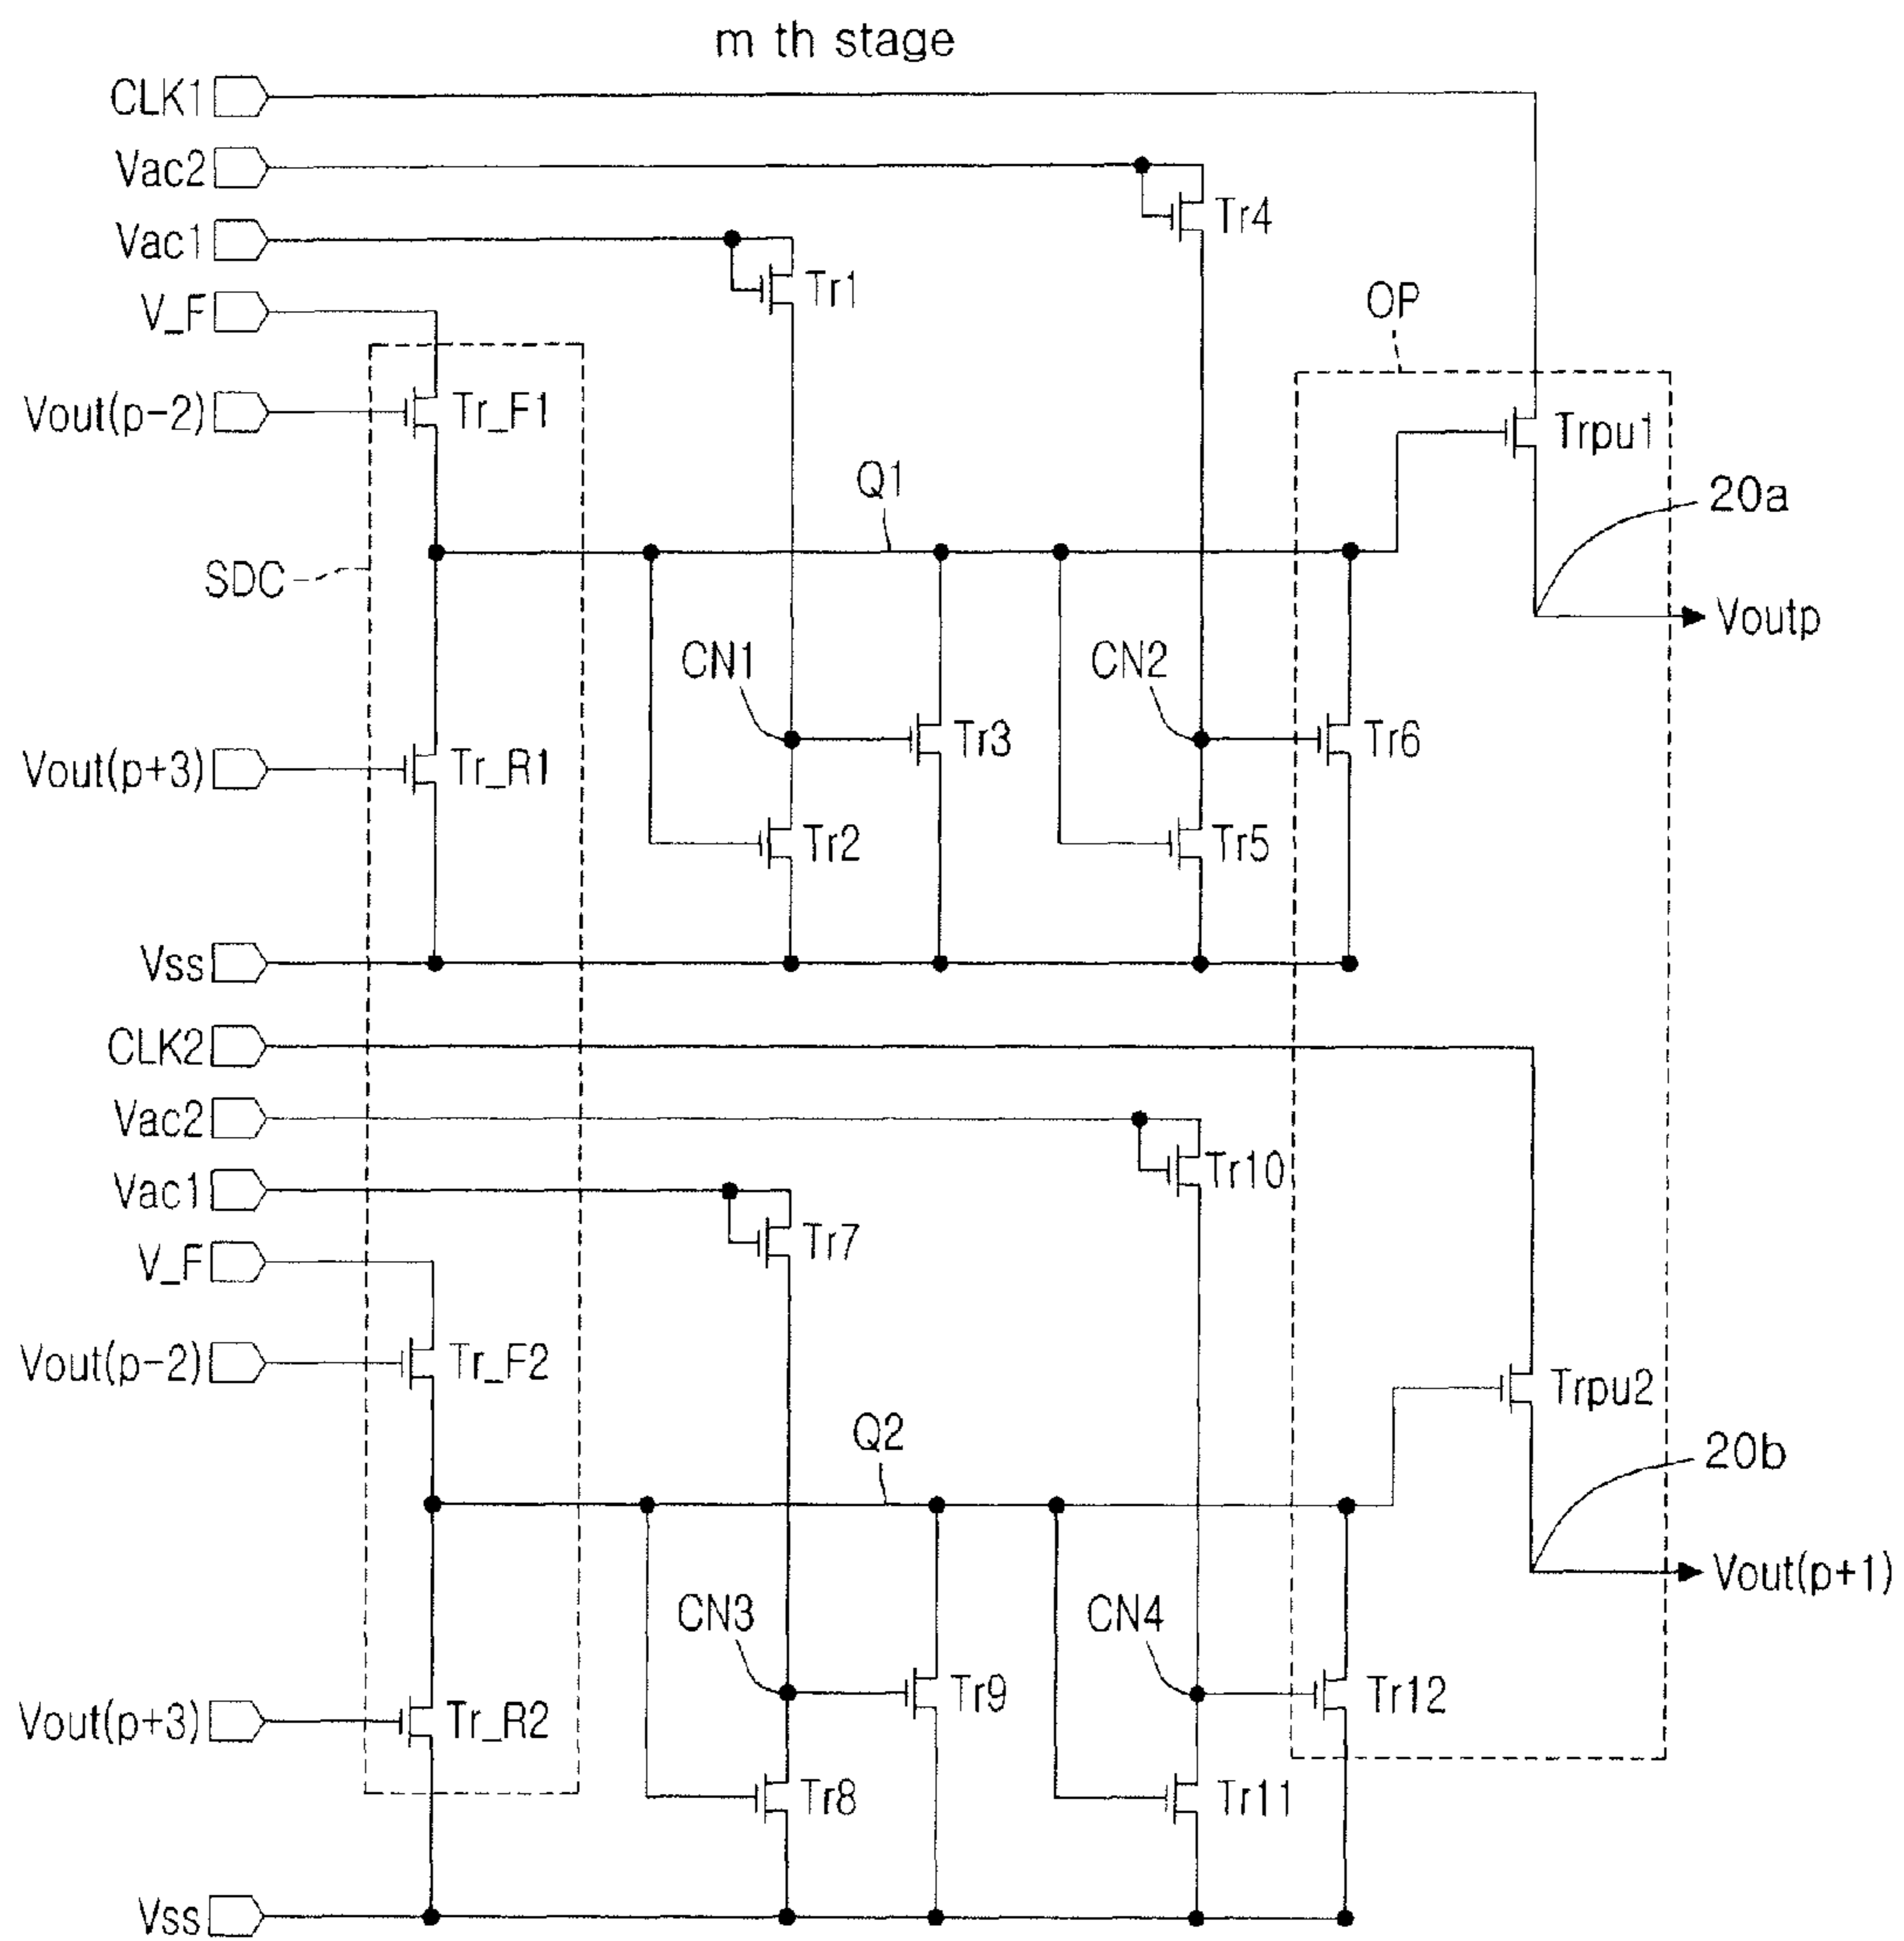 m th stage
CLK1
Vac2
Tr4
Vac1
Tr1
V_F
OP
Vout(p-2)
Tr_F1
Trpu1
Q1
20a
SDC
Voutp
CN1
CN2
Tr3
Tr6
Vout(p+3)
Tr_R1
Tr2
Tr5
Vss
CLK2
Vac2
Tr10
Vac1
Tr7
V_F
Vout(p-2)
Tr_F2
Trpu2
Q2
20b
Vout(p+1)
CN3
CN4
Tr9
Tr12
Vout(p+3)
Tr_R2
Tr8
Tr11
Vss